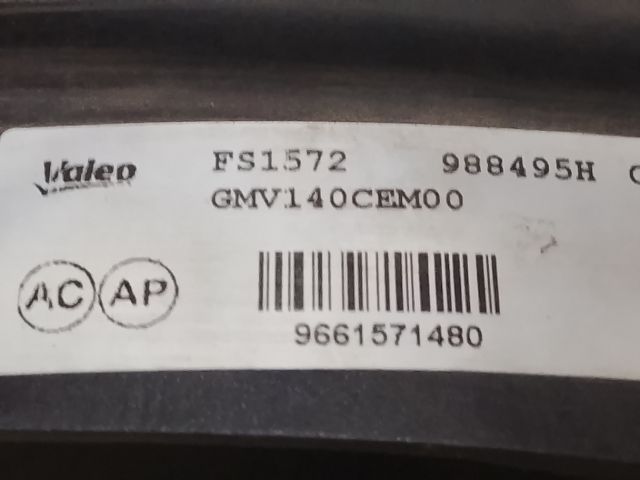 Valeo FS1572 988495H
GMV140CEM00
AC AP
9661571480